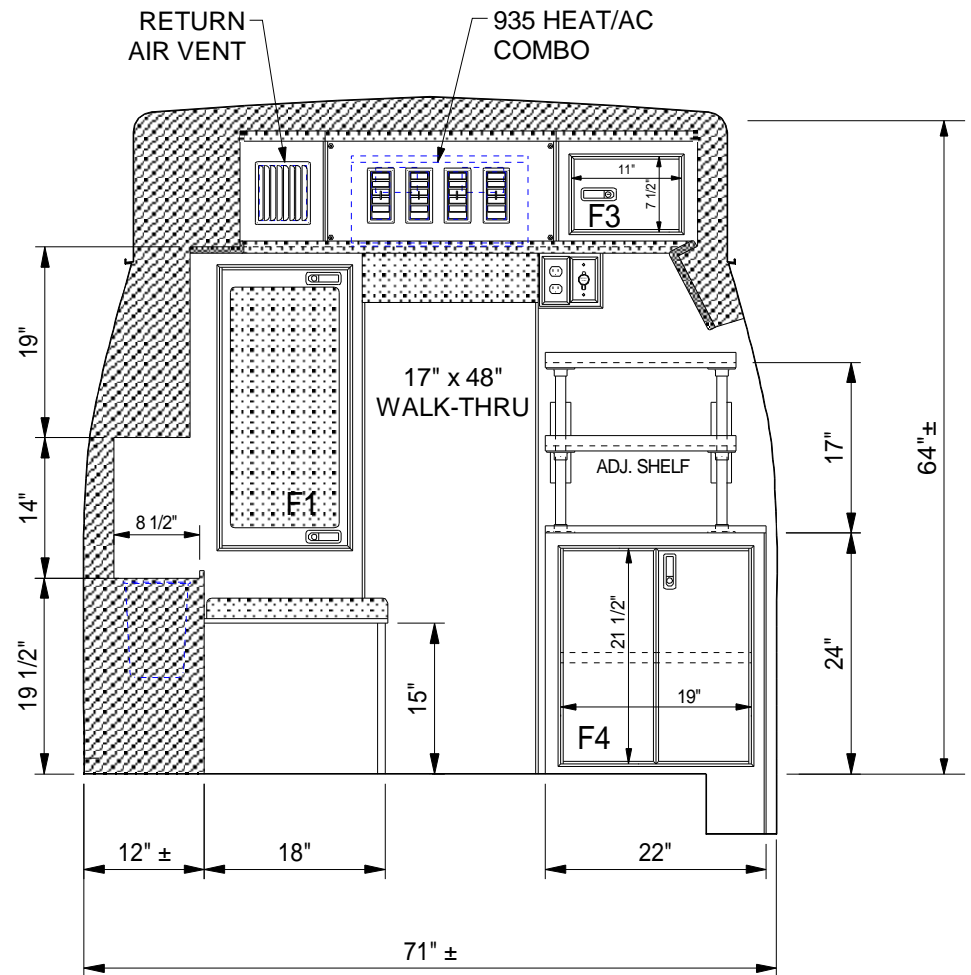 RETURN
AIR VENT
935 HEAT/AC
COMBO
11"
7 1/2"
F3
19"
17" x 48"
WALK-THRU
17"
64"±
ADJ. SHELF
F1
14"
8 1/2"
21 1/2"
24"
19 1/2"
15"
19"
F4
12" ±
18"
22"
71" ±